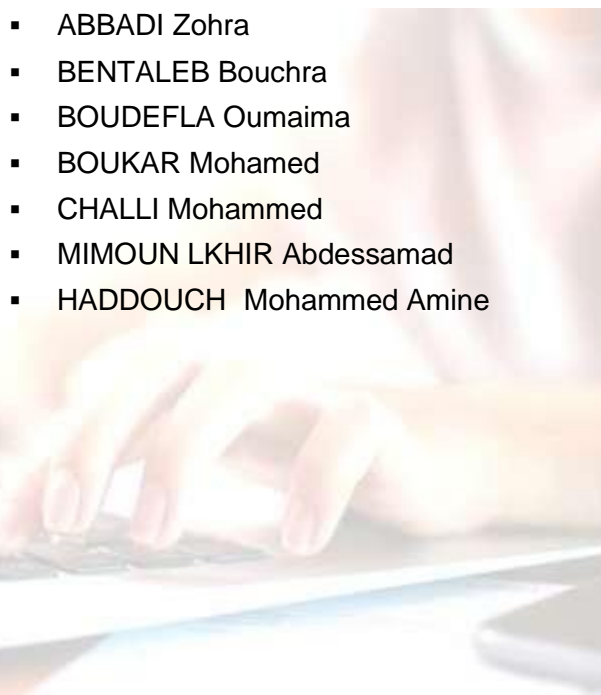 ▪ ABBADI Zohra
▪ BENTALEB Bouchra
▪ BOUDEFLA Oumaima
▪ BOUKAR Mohamed
▪ CHALLI Mohammed
▪ MIMOUN LKHIR Abdessamad
▪ HADDOUCH Mohammed Amine